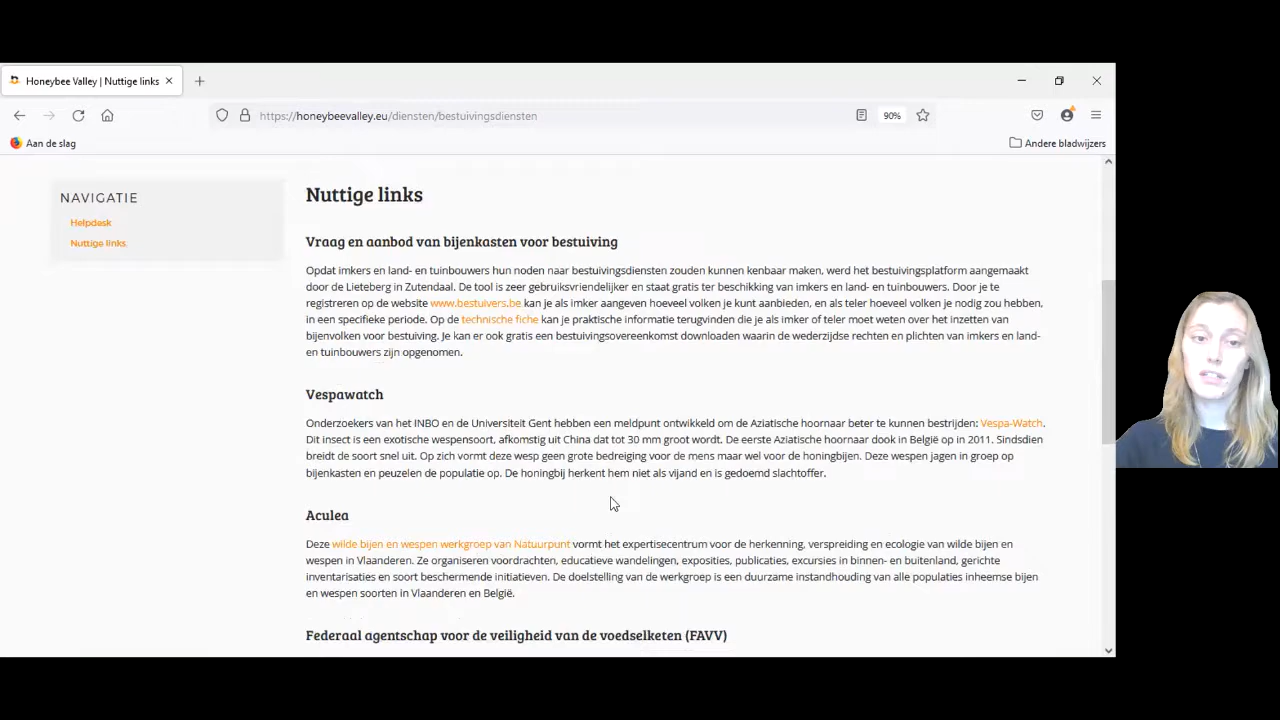 Honeybee Valley | Nuttige links
https://honeybeevalley.eu/diensten/bestuivingsdiensten
90%
Aan de slag
Andere bladwijzers
NAVIGATIE
Helpdesk
Nuttige links
Nuttige links
Vraag en aanbod van bijenkasten voor bestuiving
Opdat imkers en land- en tuinbouwers hun noden naar bestuivingsdiensten zouden kunnen kenbaar maken, werd het bestuivingsplatform aangemaakt
door de Lieteberg in Zutendaal. De tool is zeer gebruiksvriendelijker en staat gratis ter beschikking van imkers en land- en tuinbouwers. Door je te
registreren op de website www.bestuivers.be kan je als imker aangeven hoeveel volken je kunt aanbieden, en als teler hoeveel volken je nodig zou hebben,
in een specifieke periode. Op de technische fiche kan je praktische informatie terugvinden die je als imker of teler moet weten over het inzetten van
bijenvolken voor bestuiving. Je kan er ook gratis een bestuivingsovereenkomst downloaden waarin de wederzijdse rechten en plichten van imkers en land-
en tuinbouwers zijn opgenomen.
Vespawatch
Onderzoekers van het INBO en de Universiteit Gent hebben een meldpunt ontwikkeld om de Aziatische hoornaar beter te kunnen bestrijden: Vespa-Watch.
Dit insect is een exotische wespensoort, afkomstig uit China dat tot 30 mm groot wordt. De eerste Aziatische hoornaar dook in België op in 2011. Sindsdien
breidt de soort snel uit. Op zich vormt deze wesp geen grote bedreiging voor de mens maar wel voor de honingbijen. Deze wespen jagen in groep op
bijenkasten en peuzelen de populatie op. De honingbij herkent hem niet als vijand en is gedoemd slachtoffer.
Aculea
Deze wilde bijen en wespen werkgroep van Natuurpunt vormt het expertisecentrum voor de herkenning, verspreiding en ecologie van wilde bijen en
wespen in Vlaanderen. Ze organiseren voordrachten, educatieve wandelingen, exposities, publicaties, excursies in binnen- en buitenland, gerichte
inventarisaties en soort beschermende initiatieven. De doelstelling van de werkgroep is een duurzame instandhouding van alle populaties inheemse bijen
en wespen soorten in Vlaanderen en België.
Federaal agentschap voor de veiligheid van de voedselketen (FAVV)